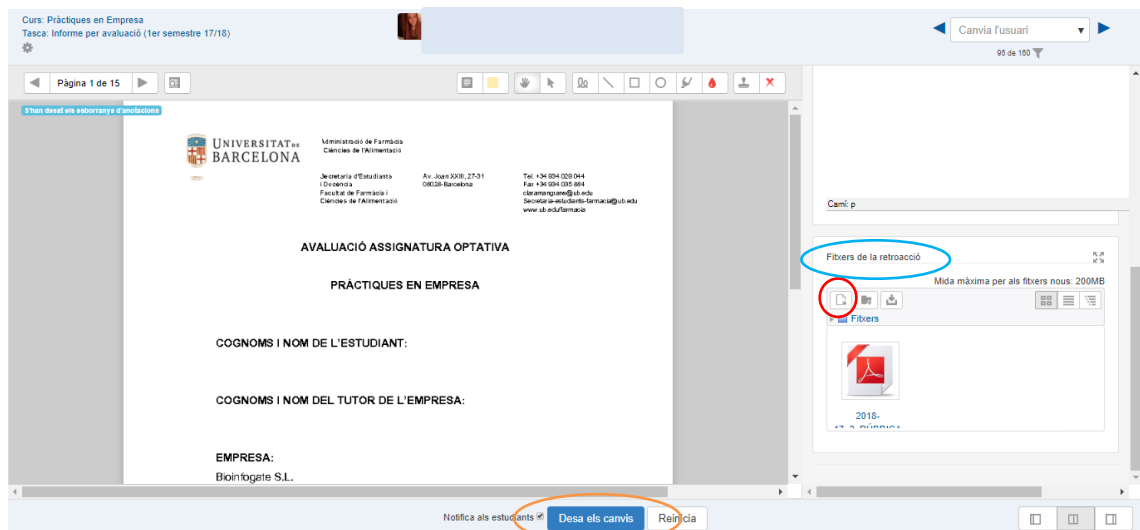 Curs: Pràctiques en Empresa
Tasca: Informe per avaluació (1er semestre 17/18)
Canvia l'usuari
95 de 160
Pàgina 1 de 15
S'han desat els esborranys d'anotacions
UNIVERSITAT DE
BARCELONA
Administració de Farmàcia
Ciències de l'Alimentació
Secretaria d'Estudiants
i Docència
Facultat de Farmàcia i
Ciències de l'Alimentació
Av. Joan XXIII, 27-31
08028-Barcelona
Tel. +34 934 029 044
Fax +34 934 035 884
Secretaria-estudiants-farmacia@ub.edu
www.ub.edu/farmacia
AVALUACIÓ ASSIGNATURA OPTATIVA
PRÀCTIQUES EN EMPRESA
COGNOMS I NOM DE L'ESTUDIANT:
COGNOMS I NOM DEL TUTOR DE L'EMPRESA:
EMPRESA:
Bioinfogate S.L.
Camí: p
Fitxers de la retroacció
Mida màxima per als fitxers nous: 200MB
Fitxers
2018-
Notifica als estudiants
Desa els canvis
Reinicia